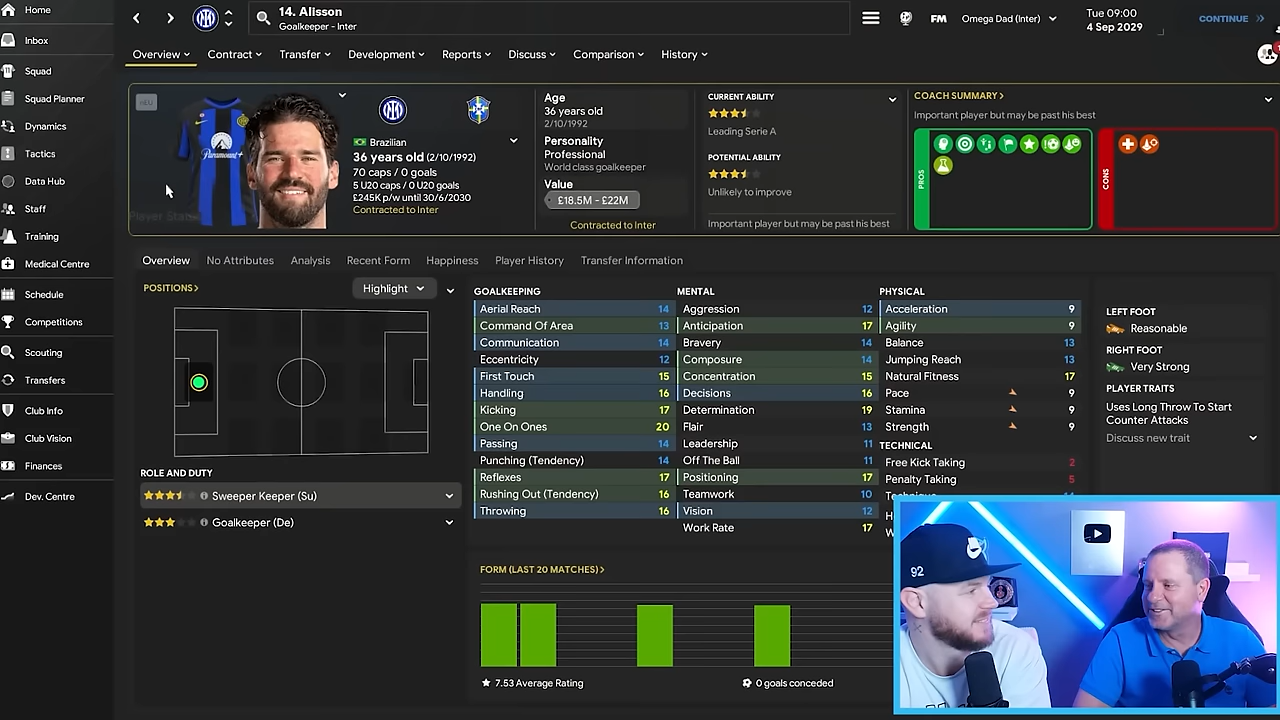 Home
Inbox
Squad
Squad Planner
Dynamics
Tactics
Data Hub
Staff
Training
Medical Centre
Schedule
Competitions
Scouting
Transfers
Club Info
Club Vision
Finances
Dev. Centre
14. Alisson
Goalkeeper - Inter
FM
Omega Dad (Inter)
Tue 09:00
4 Sep 2029
CONTINUE
Overview
Contract
Transfer
Development
Reports
Discuss
Comparison
History
Paramount+
Player Stat
Brazilian
36 years old (2/10/1992)
70 caps / 0 goals
5 U20 caps / 0 U20 goals
£245K p/w until 30/6/2030
Contracted to Inter
Age
36 years old
2/10/1992
Personality
Professional
World class goalkeeper
Value
£18.5M - £22M
Contracted to Inter
CURRENT ABILITY
Leading Serie A
POTENTIAL ABILITY
Unlikely to improve
Important player but may be past his best
COACH SUMMARY >
Important player but may be past his best
PROS
CONS
Overview
No Attributes
Analysis
Recent Form
Happiness
Player History
Transfer Information
POSITIONS >
Highlight
ROLE AND DUTY
Sweeper Keeper (Su)
Goalkeeper (De)
GOALKEEPING
Aerial Reach 14
Command Of Area 13
Communication 14
Eccentricity 12
First Touch 15
Handling 16
Kicking 17
One On Ones 20
Passing 14
Punching (Tendency) 14
Reflexes 17
Rushing Out (Tendency) 16
Throwing 16
MENTAL
Aggression 12
Anticipation 17
Bravery 14
Composure 14
Concentration 15
Decisions 16
Determination 19
Flair 13
Leadership 11
Off The Ball 11
Positioning 17
Teamwork 10
Vision 12
Work Rate 17
PHYSICAL
Acceleration 9
Agility 9
Balance 13
Jumping Reach 13
Natural Fitness 17
Pace 9
Stamina 9
Strength 9
TECHNICAL
Free Kick Taking 2
Penalty Taking 5
Technique
LEFT FOOT
Reasonable
RIGHT FOOT
Very Strong
PLAYER TRAITS
Uses Long Throw To Start
Counter Attacks
Discuss new trait
FORM (LAST 20 MATCHES) >
7.53 Average Rating
0 goals conceded
92